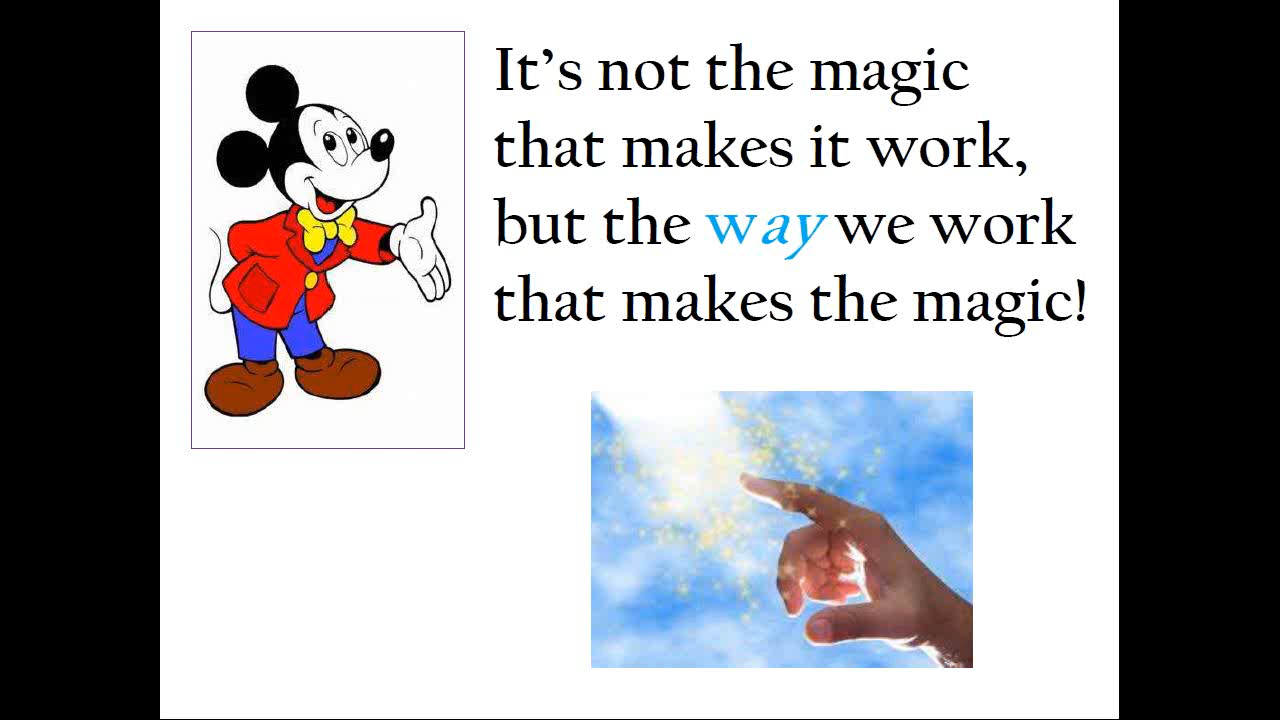 It’s not the magic
that makes it work,
but the way we work
that makes the magic!